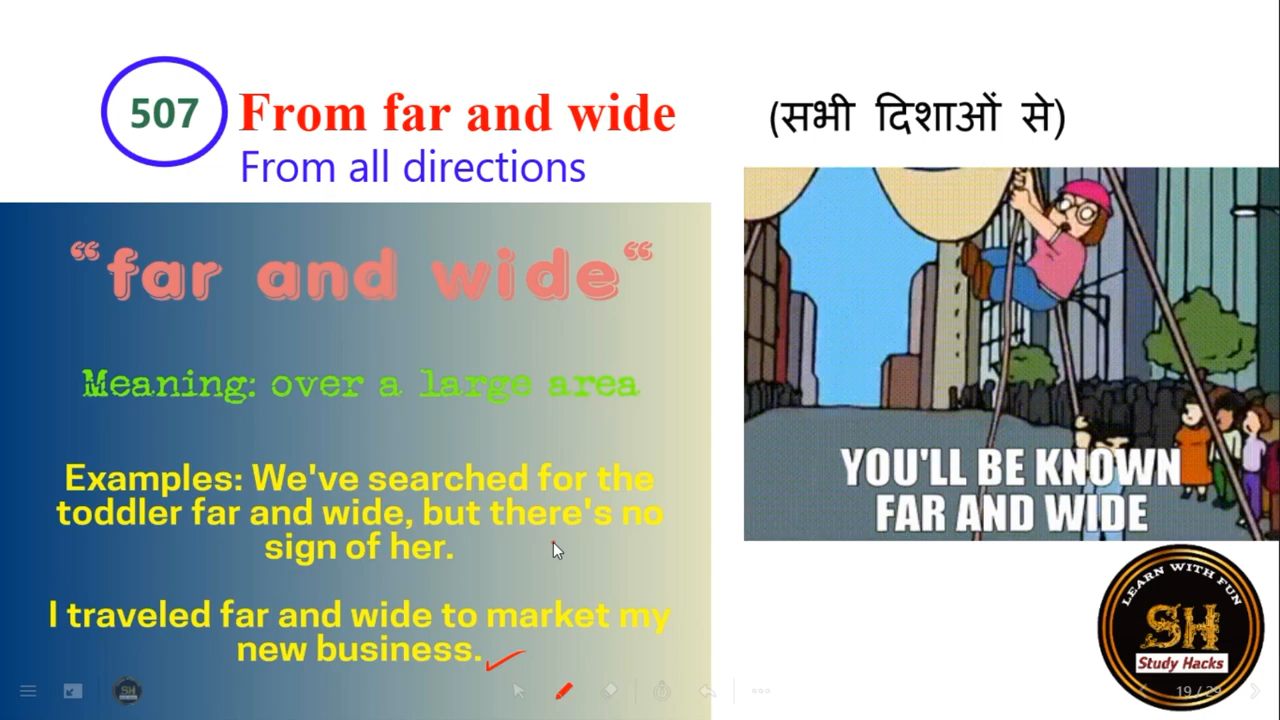 507
From far and wide
(सभी दिशाओं से)
From all directions
“far and wide“
Meaning: over a large area
Examples: We've searched for the
toddler far and wide, but there's no
sign of her.
I traveled far and wide to market my
new business.
YOU'LL BE KNOWN
FAR AND WIDE
LEARN WITH FUN
SH
Study Hacks
19 / 29